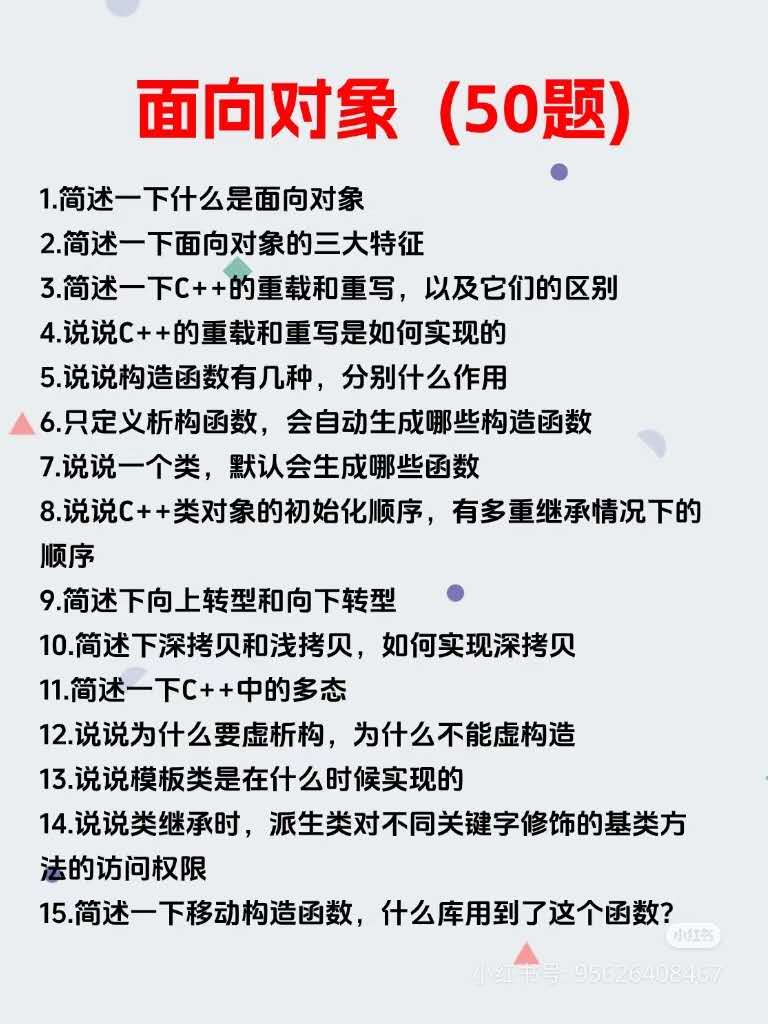 面向对象（50题)
1.简述一下什么是面向对象
2.简述一下面向对象的三大特征
3.简述一下C++的重载和重写，以及它们的区别
4.说说C++的重载和重写是如何实现的
5.说说构造函数有几种，分别什么作用
6.只定义析构函数，会自动生成哪些构造函数
7.说说一个类，默认会生成哪些函数
8.说说C++类对象的初始化顺序，有多重继承情况下的
顺序
9.简述下向上转型和向下转型
10.简述下深拷贝和浅拷贝，如何实现深拷贝
11.简述一下C++中的多态
12.说说为什么要虚析构，为什么不能虚构造
13.说说模板类是在什么时候实现的
14.说说类继承时，派生类对不同关键字修饰的基类方
法的访问权限
15.简述一下移动构造函数，什么库用到了这个函数？
小红书
小红书号 95626408467